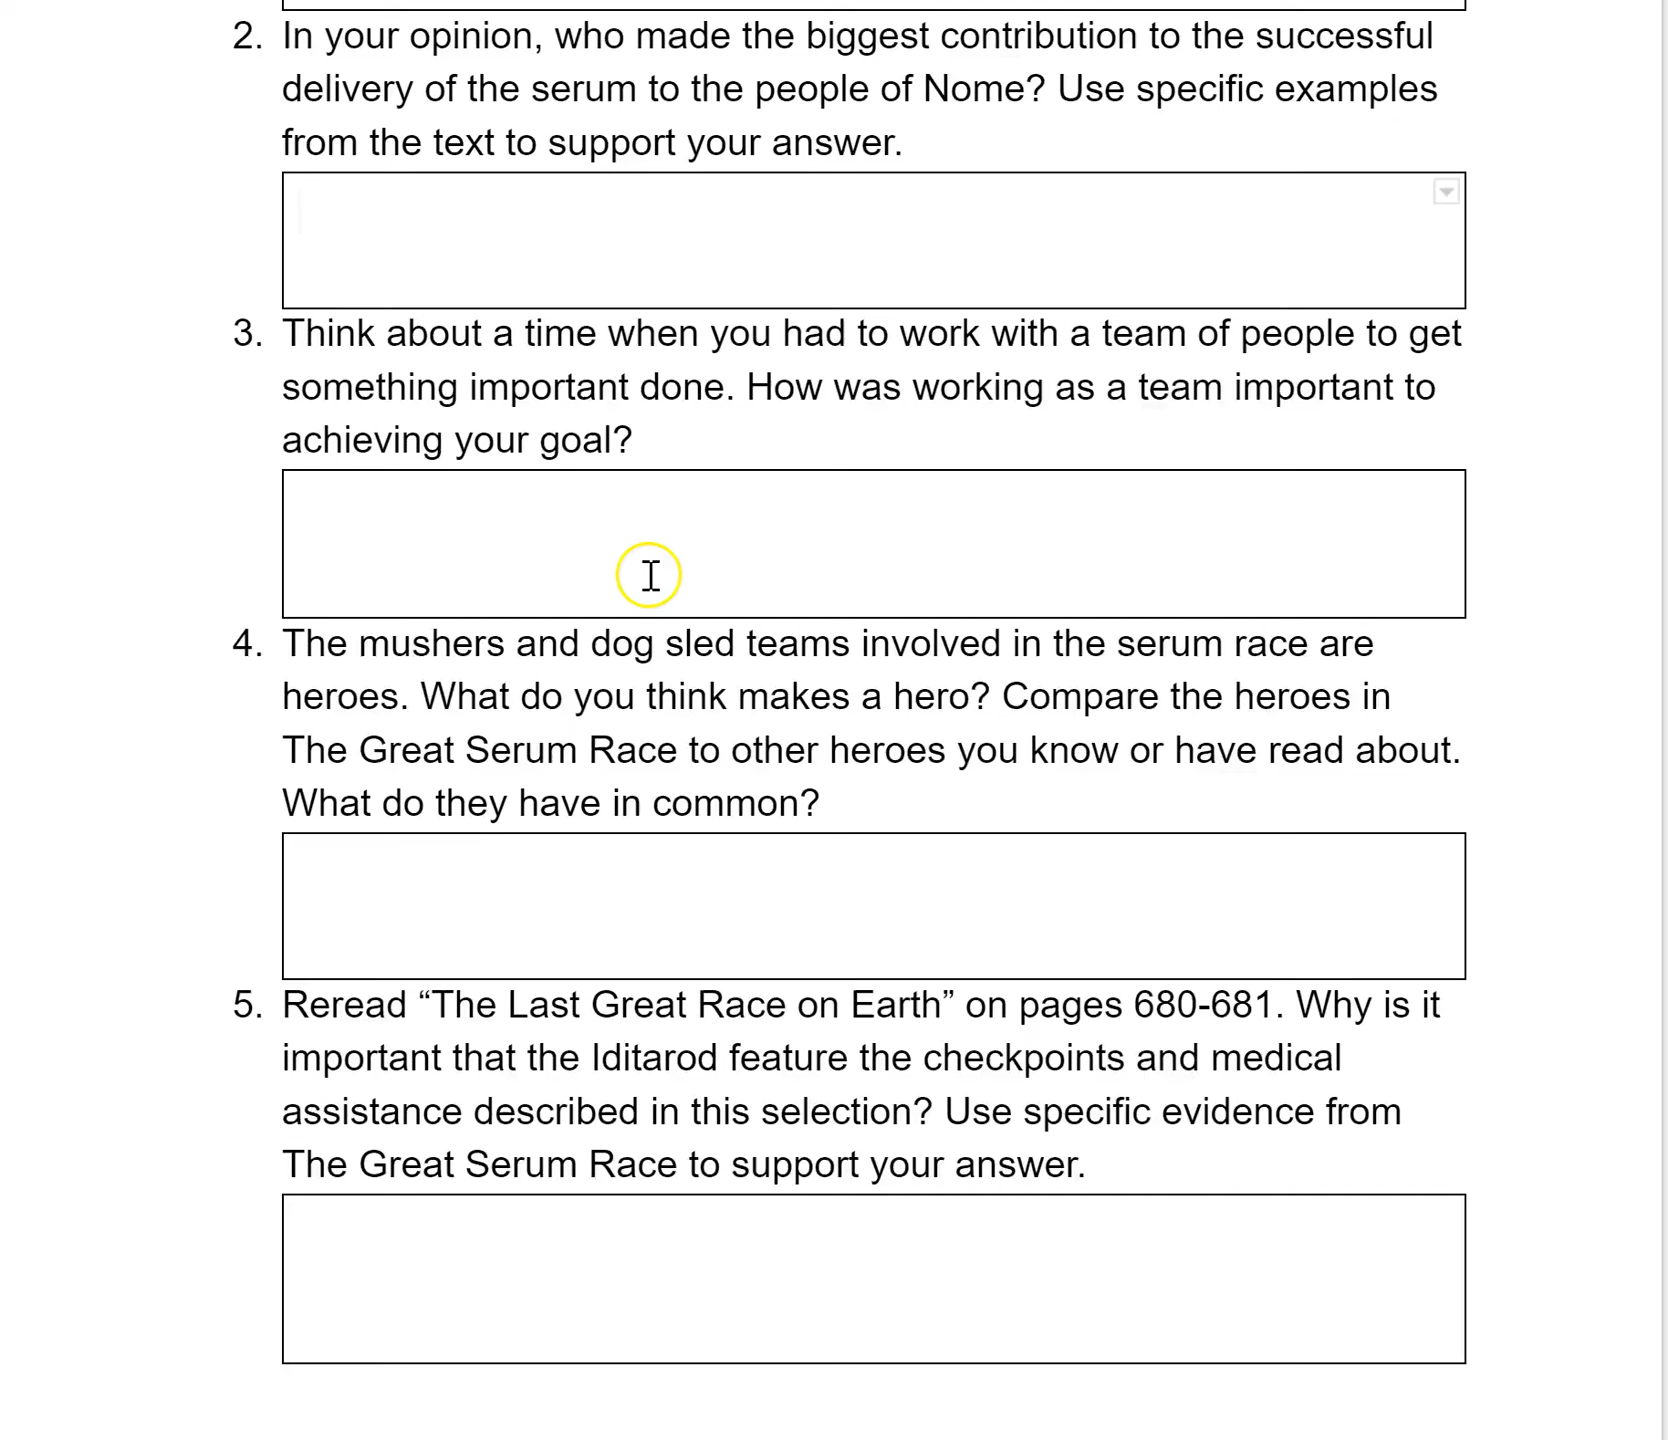 2. In your opinion, who made the biggest contribution to the successful
delivery of the serum to the people of Nome? Use specific examples
from the text to support your answer.
3. Think about a time when you had to work with a team of people to get
something important done. How was working as a team important to
achieving your goal?
4. The mushers and dog sled teams involved in the serum race are
heroes. What do you think makes a hero? Compare the heroes in
The Great Serum Race to other heroes you know or have read about.
What do they have in common?
5. Reread “The Last Great Race on Earth” on pages 680-681. Why is it
important that the Iditarod feature the checkpoints and medical
assistance described in this selection? Use specific evidence from
The Great Serum Race to support your answer.